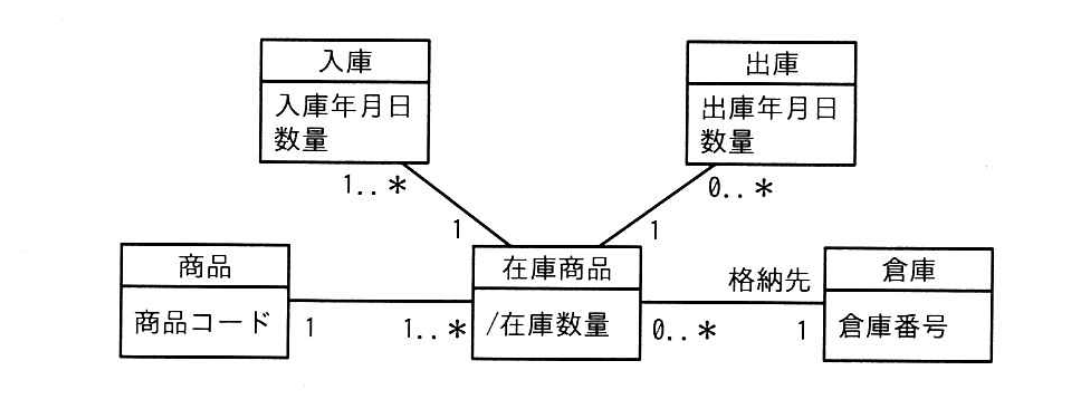 入庫
入庫年月日
数量
出庫
出庫年月日
数量
1..*
0..*
1
1
商品
商品コード
1
1..*
在庫商品
/在庫数量
格納先
0..*
1
倉庫
倉庫番号